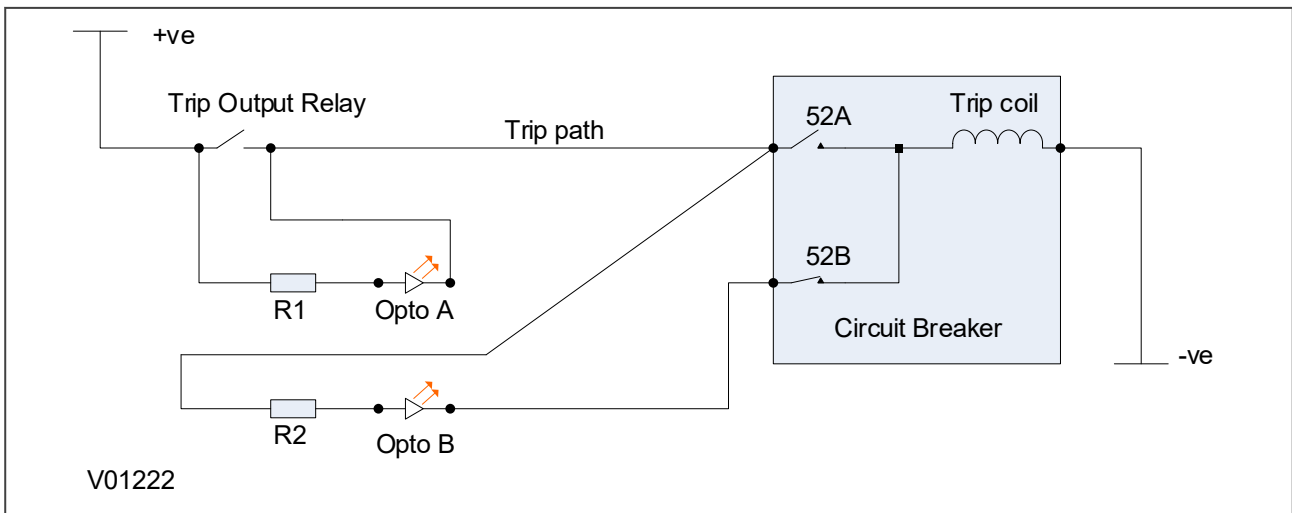 +ve
Trip Output Relay
Trip path
52A
Trip coil
R1
Opto A
52B
Circuit Breaker
-ve
R2
Opto B
V01222